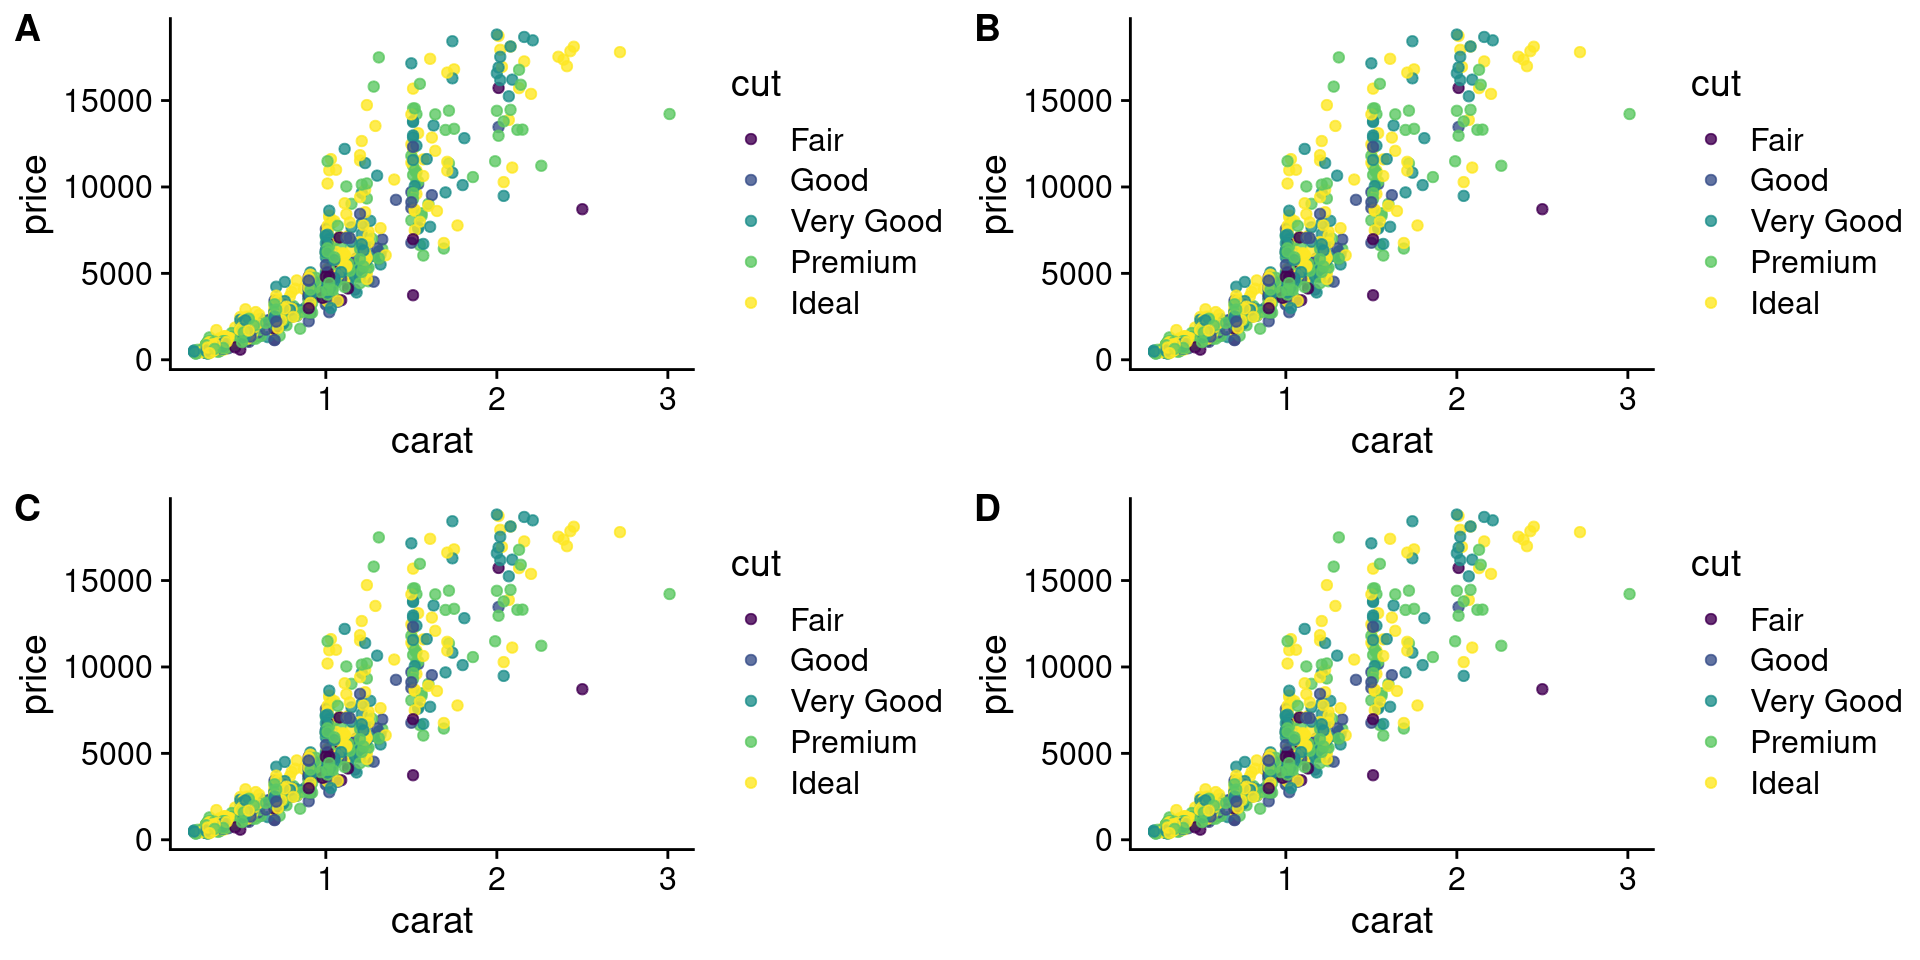 A
price
15000
10000
5000
0
1 2 3
carat
cut
Fair
Good
Very Good
Premium
Ideal
B
price
15000
10000
5000
0
1 2 3
carat
cut
Fair
Good
Very Good
Premium
Ideal
C
price
15000
10000
5000
0
1 2 3
carat
cut
Fair
Good
Very Good
Premium
Ideal
D
price
15000
10000
5000
0
1 2 3
carat
cut
Fair
Good
Very Good
Premium
Ideal